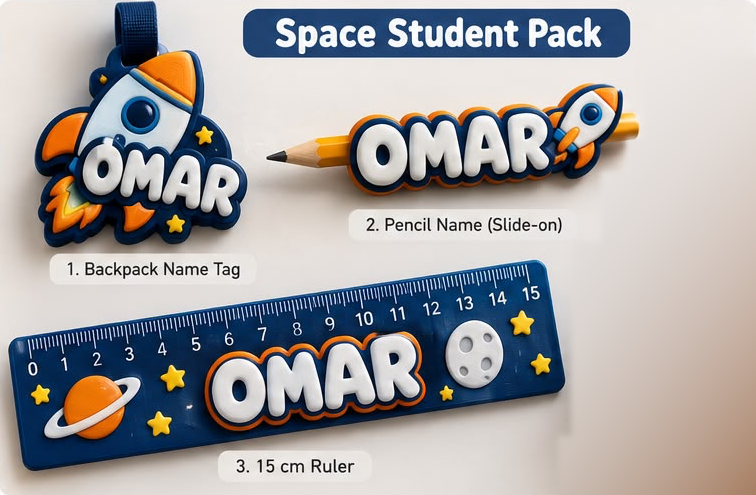 Space Student Pack
OMAR
1. Backpack Name Tag
OMAR
2. Pencil Name (Slide-on)
0 1 2 3 4 5 6 7 8 9 10 11 12 13 14 15
OMAR
3. 15 cm Ruler